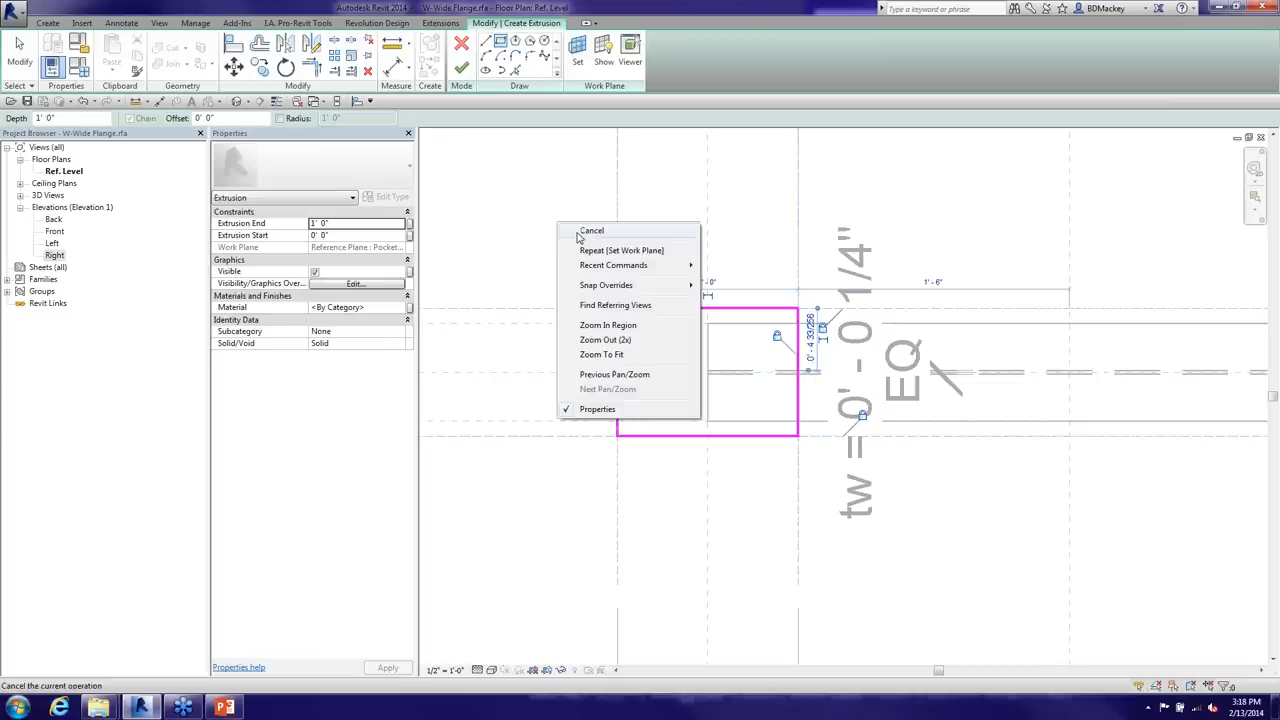 Autodesk Revit 2014 - W-Wide Flange.rfa - Floor Plan: Ref. Level
Type a keyword or phrase
BDMackey
Create Insert Annotate View Manage Add-Ins I.A. Pro-Revit Tools Revolution Design Extensions Modify | Create Extrusion
Modify
Paste
Cut
Join
Create
Set Show Viewer
Select Properties Clipboard Geometry Modify Measure Create Mode Draw Work Plane
Depth 1' 0" Chain Offset: 0' 0" Radius: 1' 0"
Project Browser - W-Wide Flange.rfa
Views (all)
Floor Plans
Ref. Level
Ceiling Plans
3D Views
Elevations (Elevation 1)
Back
Front
Left
Right
Sheets (all)
Families
Groups
Revit Links
Properties
Extrusion
Edit Type
Constraints
Extrusion End 1' 0"
Extrusion Start 0' 0"
Work Plane Reference Plane : Pocket...
Graphics
Visible
Visibility/Graphics Over... Edit...
Materials and Finishes
Material <By Category>
Identity Data
Subcategory None
Solid/Void Solid
Properties help
Apply
Cancel
Repeat [Set Work Plane]
Recent Commands
Snap Overrides
Find Referring Views
Zoom In Region
Zoom Out (2x)
Zoom To Fit
Previous Pan/Zoom
Next Pan/Zoom
Properties
1' - 6"
tw = 0' - 0 1/4"
EQ
0' - 4 33/256
1/2" = 1'-0"
Cancel the current operation
:0
3:18 PM
2/13/2014